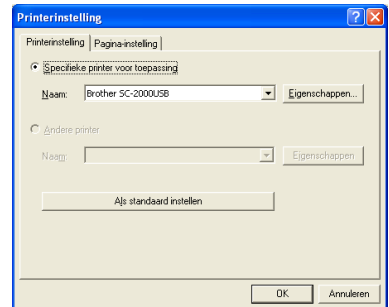 Printerinstelling
Printerinstelling Pagina-instelling
Specifieke printer voor toepassing
Naam: Brother SC-2000USB Eigenschappen...
Andere printer
Naam: Eigenschappen
Als standaard instellen
OK Annuleren